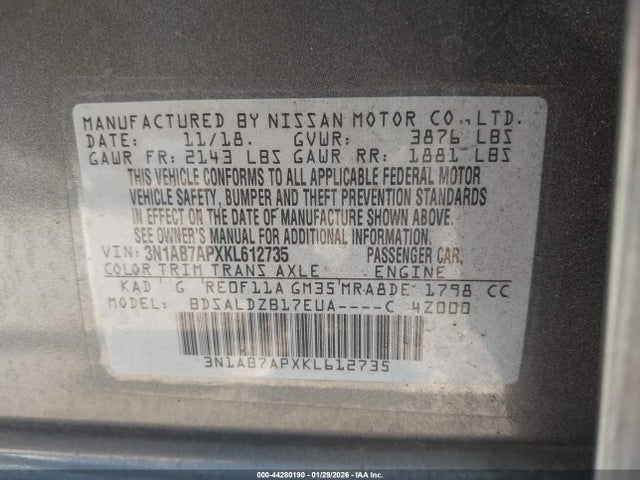 MANUFACTURED BY NISSAN MOTOR CO.,LTD.
DATE: 11/18. GVWR: 3876 LBS
GAWR FR: 2143 LBS GAWR RR: 1881 LBS
THIS VEHICLE CONFORMS TO ALL APPLICABLE FEDERAL MOTOR
VEHICLE SAFETY, BUMPER AND THEFT PREVENTION STANDARDS
IN EFFECT ON THE DATE OF MANUFACTURE SHOWN ABOVE.
SEE OWNER'S MANUAL FOR ADDITIONAL INFORMATION.
VIN: 3N1AB7APXKL612735 PASSENGER CAR.
COLOR TRIM TRANS AXLE ENGINE
KAD G RE0F11A GM35 MRA8DE 1798 CC
MODEL: BDSALDZB17EUA----C 4Z000
3N1AB7APXKL612735
000-44280190 - 01/29/2026 - IAA Inc.